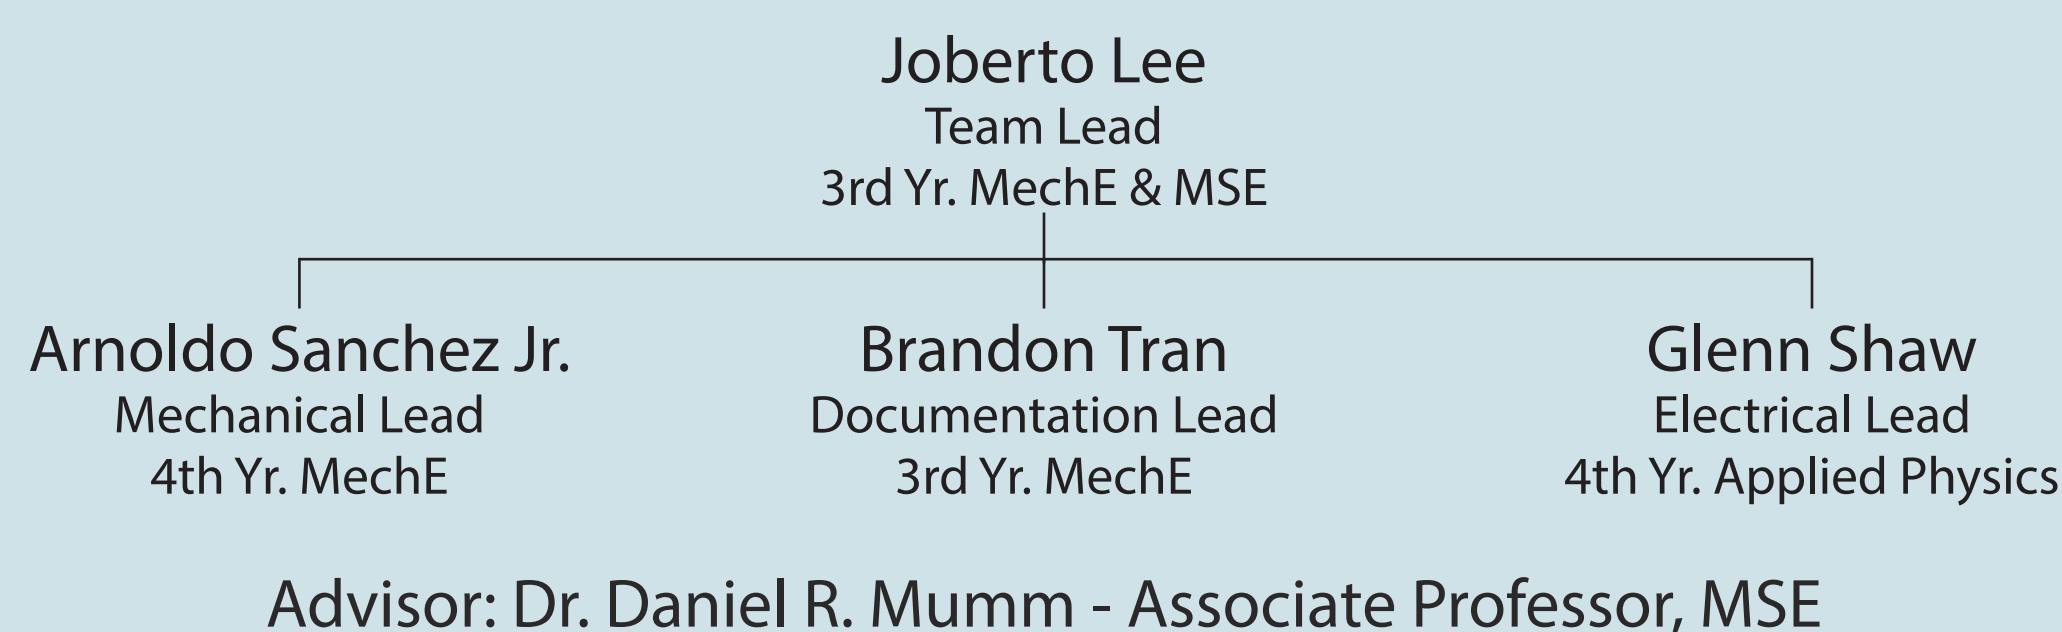 Joberto Lee
Team Lead
3rd Yr. MechE & MSE
Arnoldo Sanchez Jr.
Mechanical Lead
4th Yr. MechE
Brandon Tran
Documentation Lead
3rd Yr. MechE
Glenn Shaw
Electrical Lead
4th Yr. Applied Physics
Advisor: Dr. Daniel R. Mumm - Associate Professor, MSE